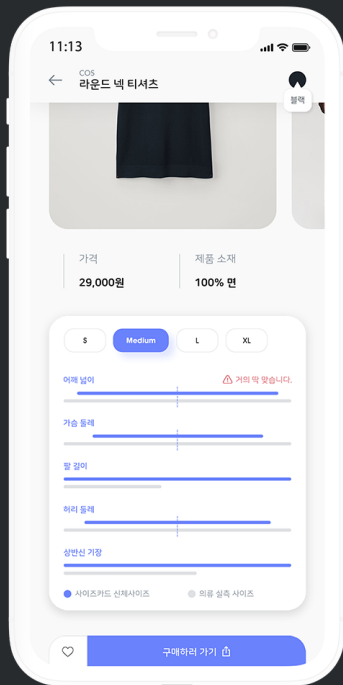 11:13
COS
라운드 넥 티셔츠
블랙
가격
제품 소재
29,000원
100% 면
S
Medium
L
XL
어깨 넓이
거의 딱 맞습니다.
가슴 둘레
팔 길이
허리 둘레
상반신 기장
사이즈카드 신체사이즈
의류 실측 사이즈
구매하러 가기